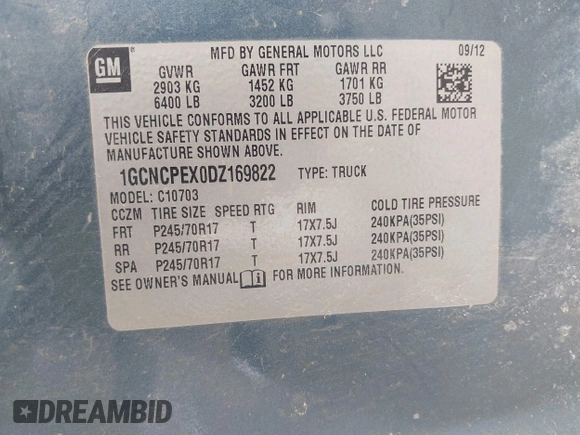 GM
MFD BY GENERAL MOTORS LLC 09/12
GVWR GAWR FRT GAWR RR
2903 KG 1452 KG 1701 KG
6400 LB 3200 LB 3750 LB
THIS VEHICLE CONFORMS TO ALL APPLICABLE U.S. FEDERAL MOTOR
VEHICLE SAFETY STANDARDS IN EFFECT ON THE DATE OF
MANUFACTURE SHOWN ABOVE.
1GCNCPEX0DZ169822 TYPE: TRUCK
MODEL: C10703
CCZM TIRE SIZE SPEED RTG RIM COLD TIRE PRESSURE
FRT P245/70R17 T 17X7.5J 240KPA(35PSI)
RR P245/70R17 T 17X7.5J 240KPA(35PSI)
SPA P245/70R17 T 17X7.5J 240KPA(35PSI)
SEE OWNER'S MANUAL FOR MORE INFORMATION.
DREAMBID